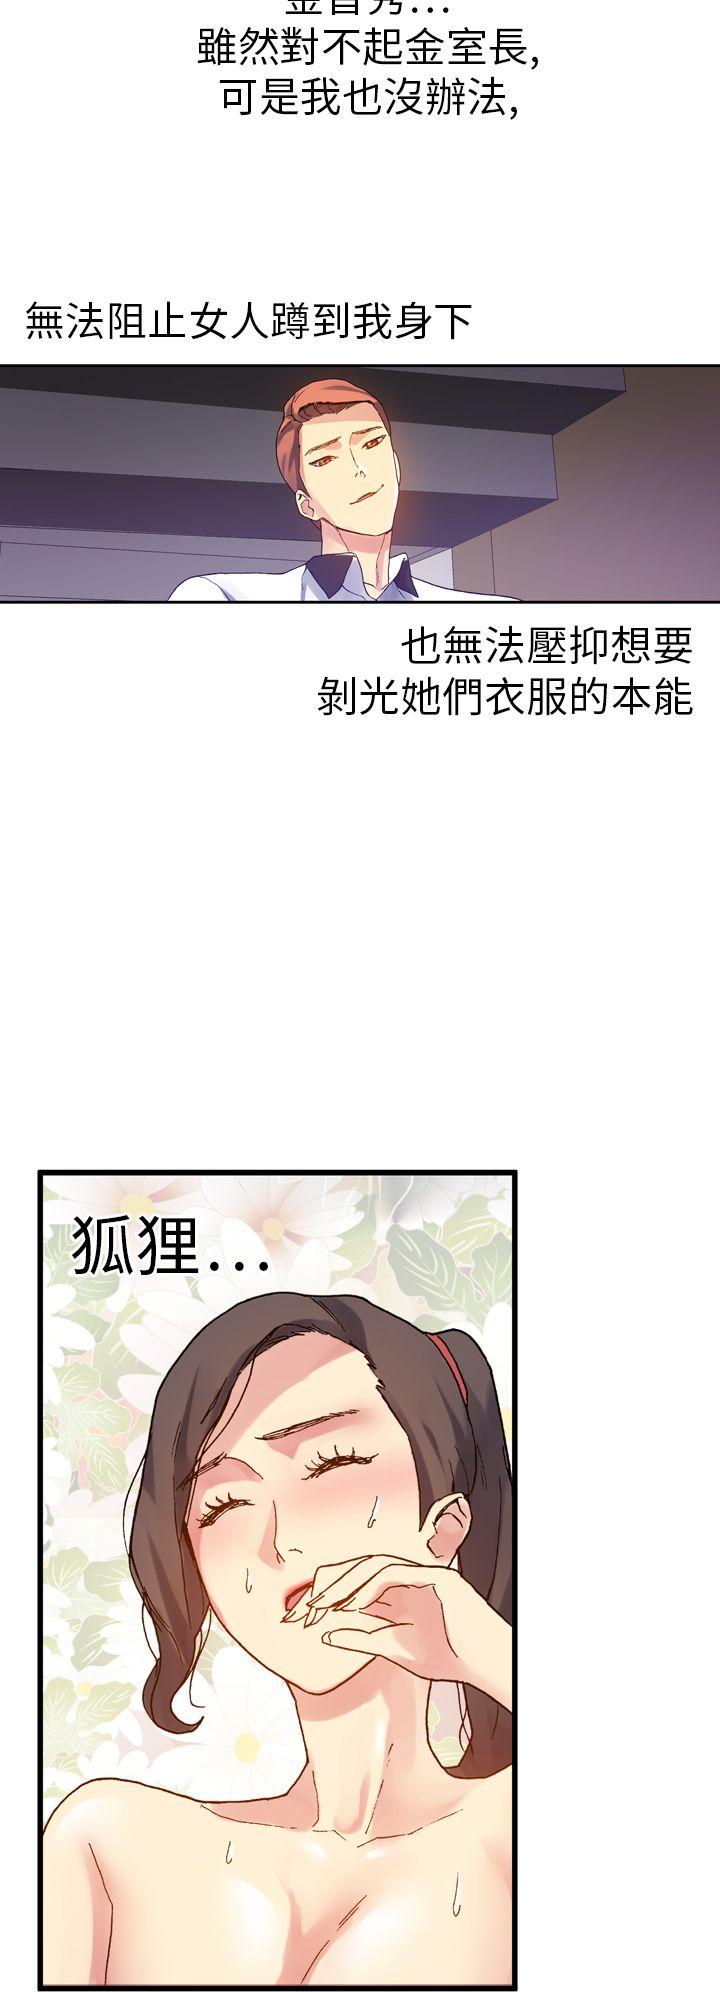 雖然對不起金室長,
可是我也沒辦法,
無法阻止女人蹲到我身下
也無法壓抑想要
剝光她們衣服的本能
狐狸...